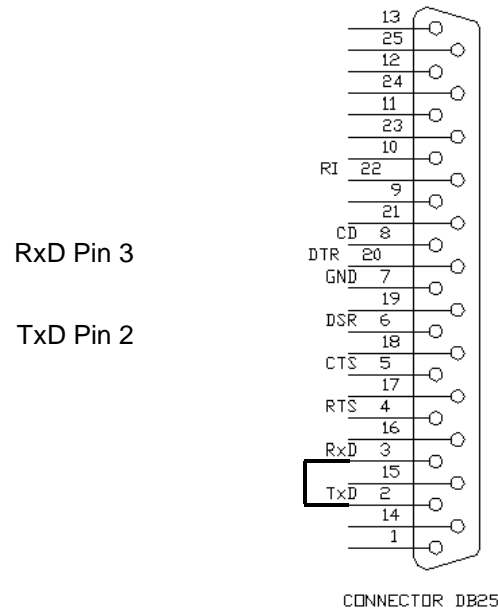 13
25
12
24
11
23
10
RI 22
9
21
CD 8
DTR 20
RxD Pin 3
GND 7
19
DSR 6
TxD Pin 2
18
CTS 5
17
RTS 4
16
RxD 3
15
TxD 2
14
1
CONNECTOR DB25